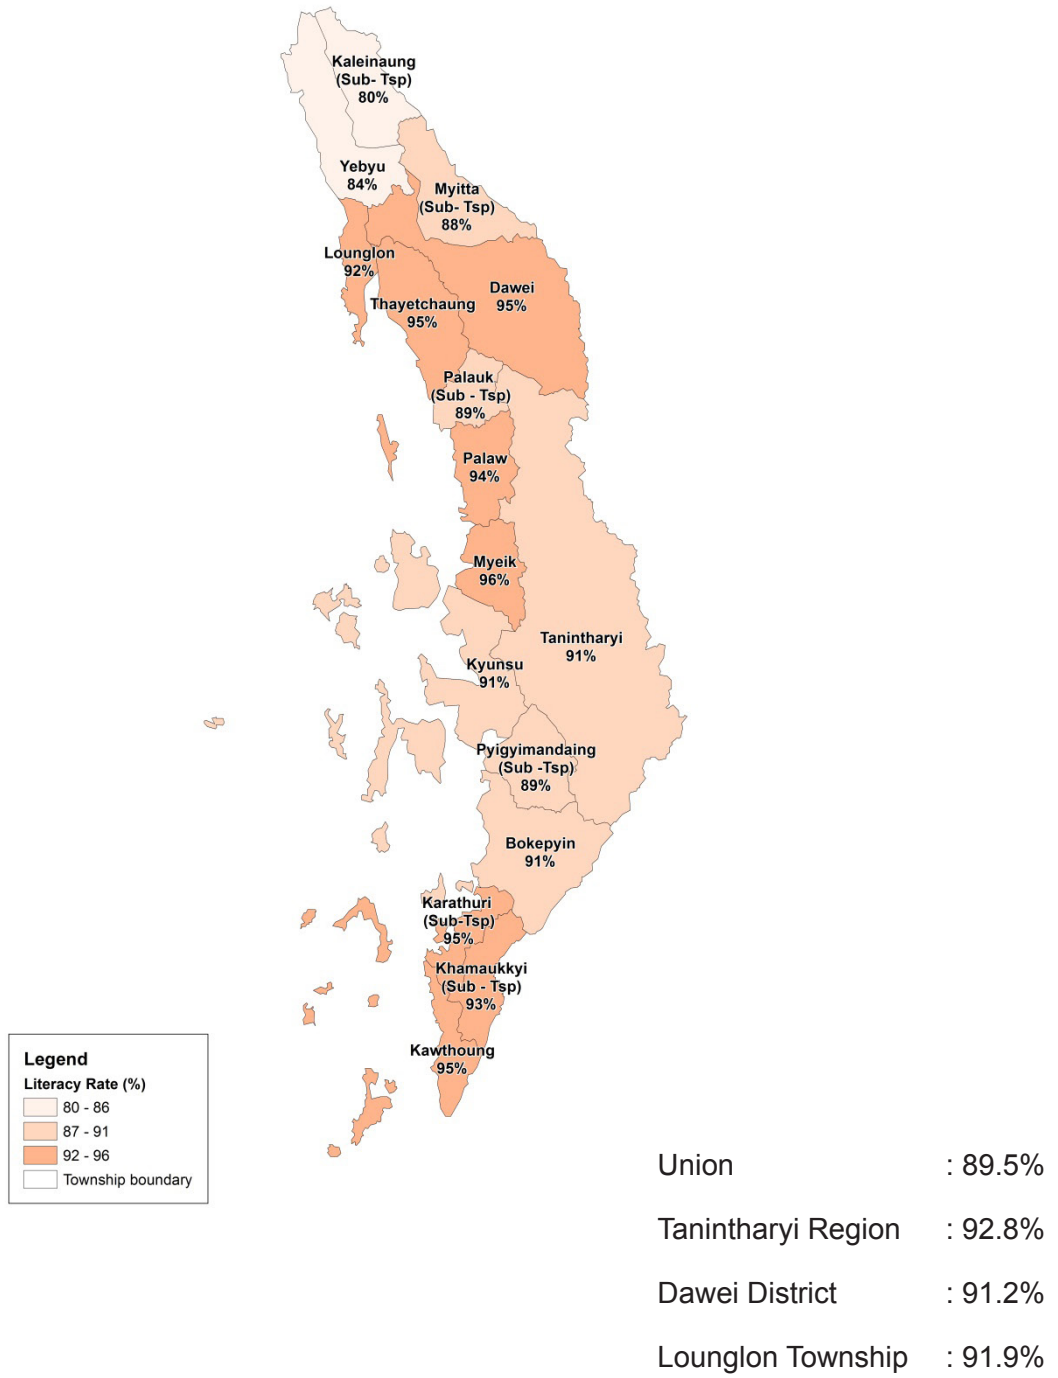 Kaleinaung
(Sub- Tsp)
80%
Yebyu
84%
Myitta
(Sub- Tsp)
88%
Lounglon
92%
Dawei
95%
Thayetchaung
95%
Palauk
(Sub - Tsp)
89%
Palaw
94%
Myeik
96%
Tanintharyi
91%
Kyunsu
91%
Pyigyimandaing
(Sub -Tsp)
89%
Bokepyin
91%
Karathuri
(Sub-Tsp)
95%
Khamaukkyi
(Sub - Tsp)
93%
Kawthoung
95%
Legend
Literacy Rate (%)
80 - 86
87 - 91
92 - 96
Township boundary
Union : 89.5%
Tanintharyi Region : 92.8%
Dawei District : 91.2%
Lounglon Township : 91.9%